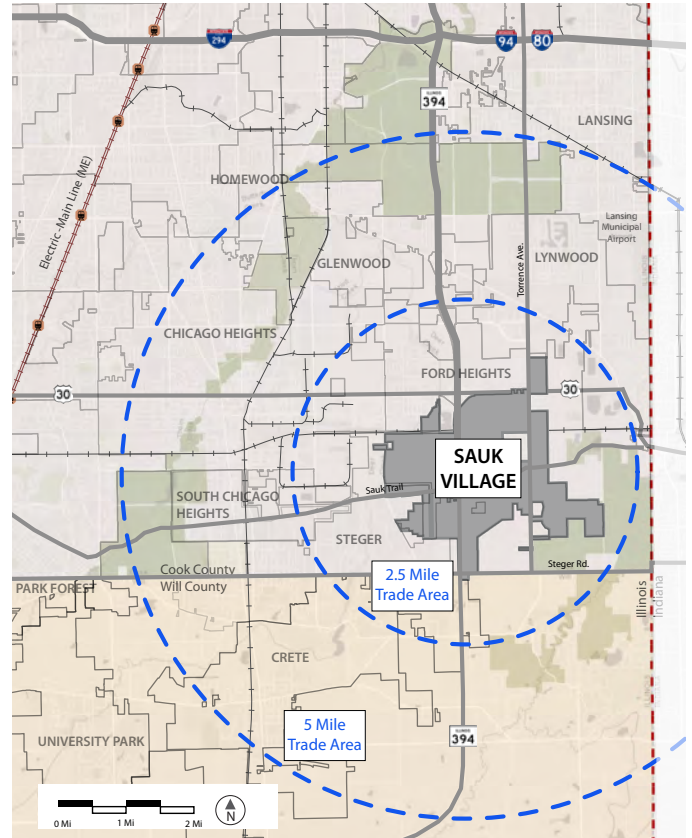 294
94
80
ILLINOIS
394
LANSING
Electric -Main Line (ME)
HOMEWOOD
Lansing
Municipal
Airport
GLENWOOD
Torrence Ave.
LYNWOOD
CHICAGO HEIGHTS
FORD HEIGHTS
30
30
SAUK
VILLAGE
SOUTH CHICAGO
HEIGHTS
Sauk Trail
STEGER
Steger Rd.
Cook County
Will County
PARK FOREST
2.5 Mile
Trade Area
Illinois
Indiana
CRETE
5 Mile
Trade Area
UNIVERSITY PARK
ILLINOIS
394
0 Mi
1 Mi
2 Mi
N